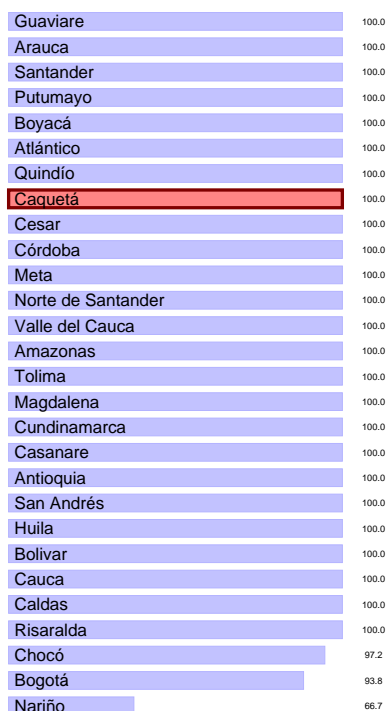 Guaviare 100.0
Arauca 100.0
Santander 100.0
Putumayo 100.0
Boyacá 100.0
Atlántico 100.0
Quindío 100.0
Caquetá 100.0
Cesar 100.0
Córdoba 100.0
Meta 100.0
Norte de Santander 100.0
Valle del Cauca 100.0
Amazonas 100.0
Tolima 100.0
Magdalena 100.0
Cundinamarca 100.0
Casanare 100.0
Antioquia 100.0
San Andrés 100.0
Huila 100.0
Bolivar 100.0
Cauca 100.0
Caldas 100.0
Risaralda 100.0
Chocó 97.2
Bogotá 93.8
Nariño 66.7